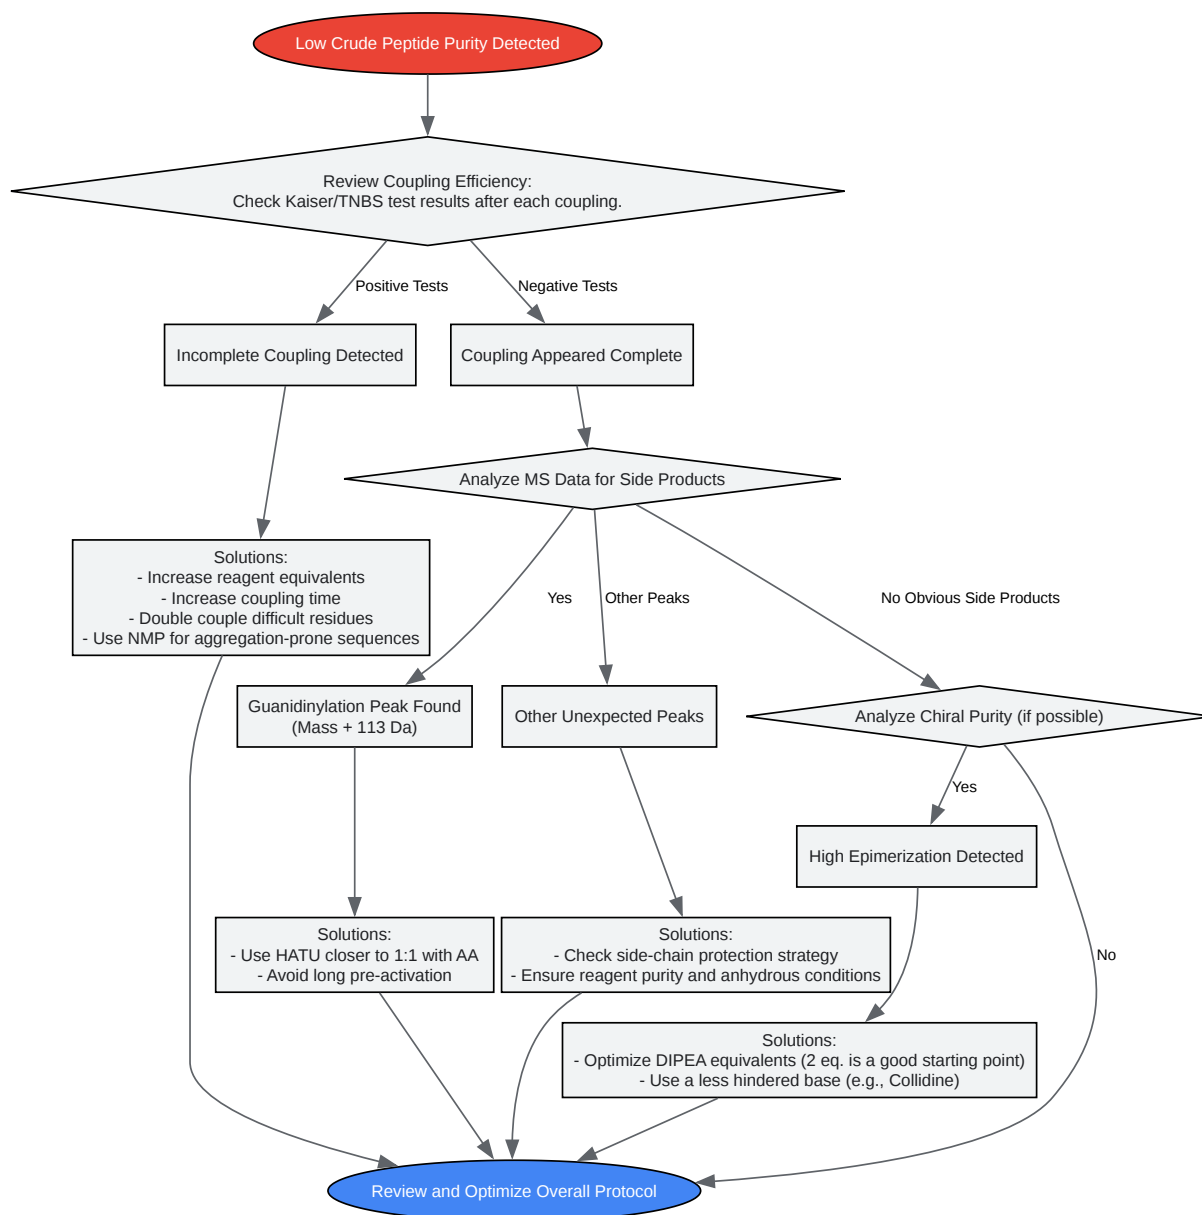 Low Crude Peptide Purity Detected
Review Coupling Efficiency:
Check Kaiser/TNBS test results after each coupling.
Positive Tests
Negative Tests
Incomplete Coupling Detected
Coupling Appeared Complete
Analyze MS Data for Side Products
Solutions:
- Increase reagent equivalents
- Increase coupling time
- Double couple difficult residues
- Use NMP for aggregation-prone sequences
Yes
Other Peaks
No Obvious Side Products
Guanidinylation Peak Found
(Mass + 113 Da)
Other Unexpected Peaks
Analyze Chiral Purity (if possible)
Yes
High Epimerization Detected
Solutions:
- Use HATU closer to 1:1 with AA
- Avoid long pre-activation
Solutions:
- Check side-chain protection strategy
- Ensure reagent purity and anhydrous conditions
No
Solutions:
- Optimize DIPEA equivalents (2 eq. is a good starting point)
- Use a less hindered base (e.g., Collidine)
Review and Optimize Overall Protocol